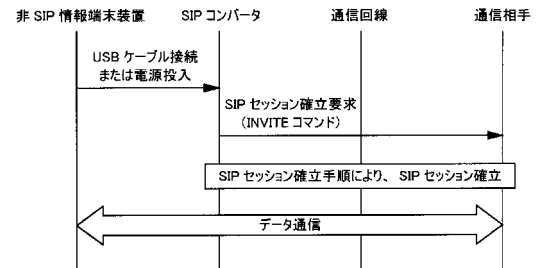 非 SIP 情報端末装置
SIP コンバータ
通信回線
通信相手
USB ケーブル接続
または電源投入
SIP セッション確立要求
(INVITE コマンド)
SIP セッション確立手順により、 SIP セッション確立
データ通信